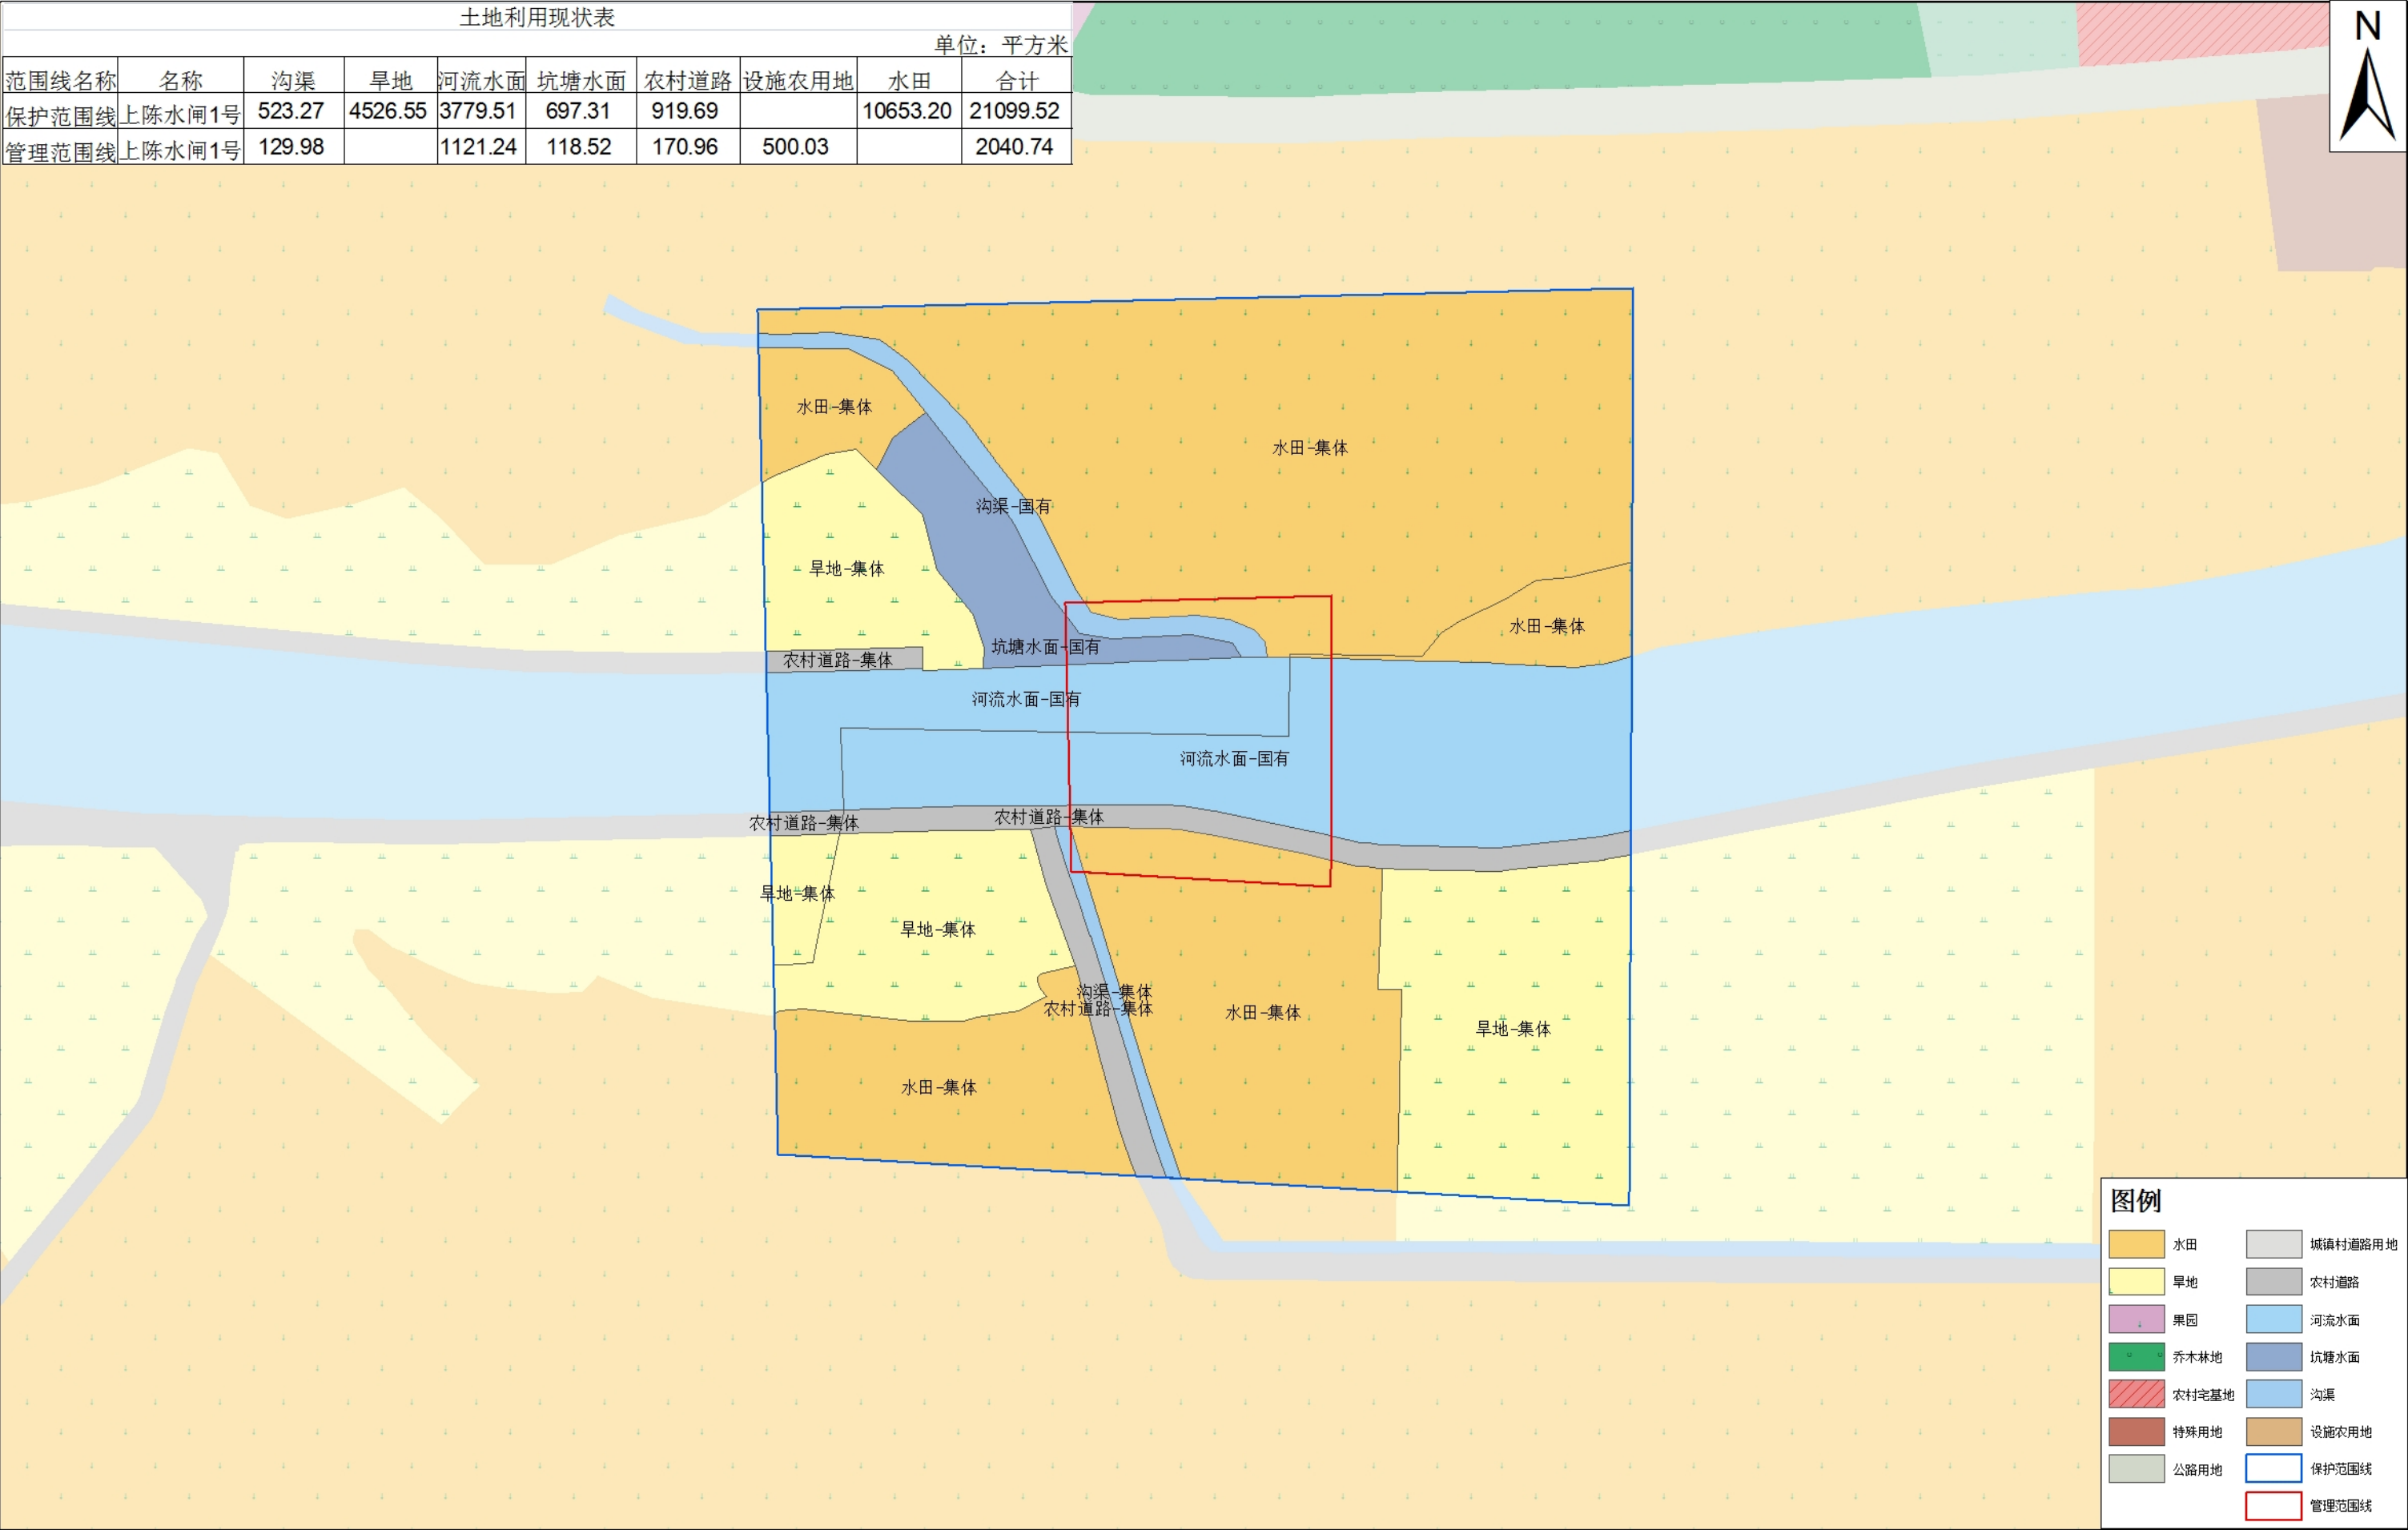 土地利用现状表
单位：平方米
范围线名称 名称 沟渠 旱地 河流水面 坑塘水面 农村道路 设施农用地 水田 合计
保护范围线 上陈水闸1号 523.27 4526.55 3779.51 697.31 919.69 10653.20 21099.52
管理范围线 上陈水闸1号 129.98 1121.24 118.52 170.96 500.03 2040.74
N
水田-集体
水田-集体
沟渠-国有
旱地-集体
水田-集体
坑塘水面-国有
农村道路-集体
河流水面-国有
河流水面-国有
农村道路-集体
农村道路-集体
旱地-集体
旱地-集体
沟渠-集体
农村道路-集体
水田-集体
旱地-集体
水田-集体
图例
水田 城镇村道路用地
旱地 农村道路
果园 河流水面
乔木林地 坑塘水面
农村宅基地 沟渠
特殊用地 设施农用地
公路用地 保护范围线
管理范围线